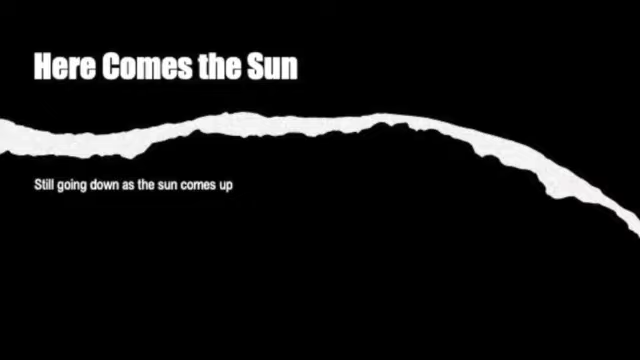 Here Comes the Sun
Still going down as the sun comes up